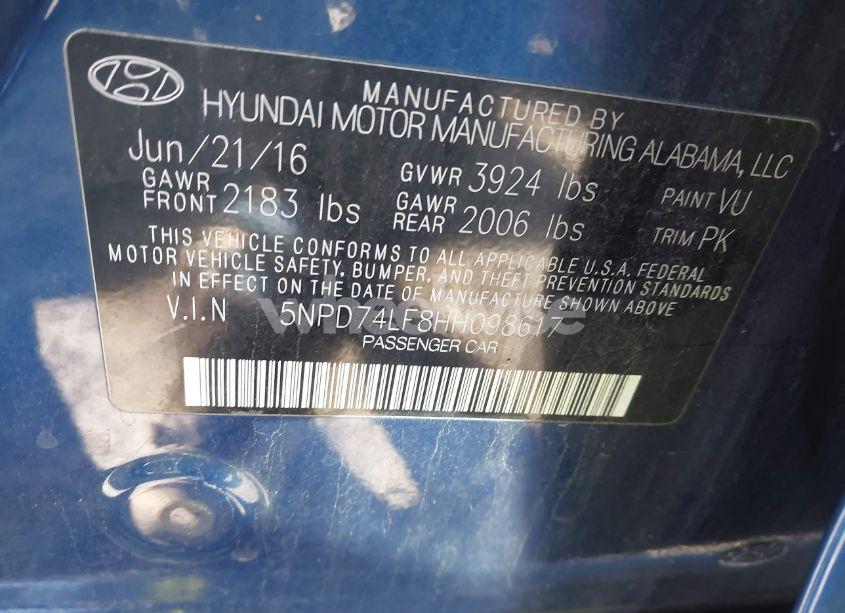 MANUFACTURED BY
HYUNDAI MOTOR MANUFACTURING ALABAMA, LLC
Jun/21/16 GVWR 3924 lbs PAINT VU
GAWR FRONT 2183 lbs GAWR REAR 2006 lbs TRIM PK
THIS VEHICLE CONFORMS TO ALL APPLICABLE U.S.A. FEDERAL
MOTOR VEHICLE SAFETY, BUMPER, AND THEFT PREVENTION STANDARDS
IN EFFECT ON THE DATE OF MANUFACTURE SHOWN ABOVE
V.I.N 5NPD74LF8HH098617
PASSENGER CAR